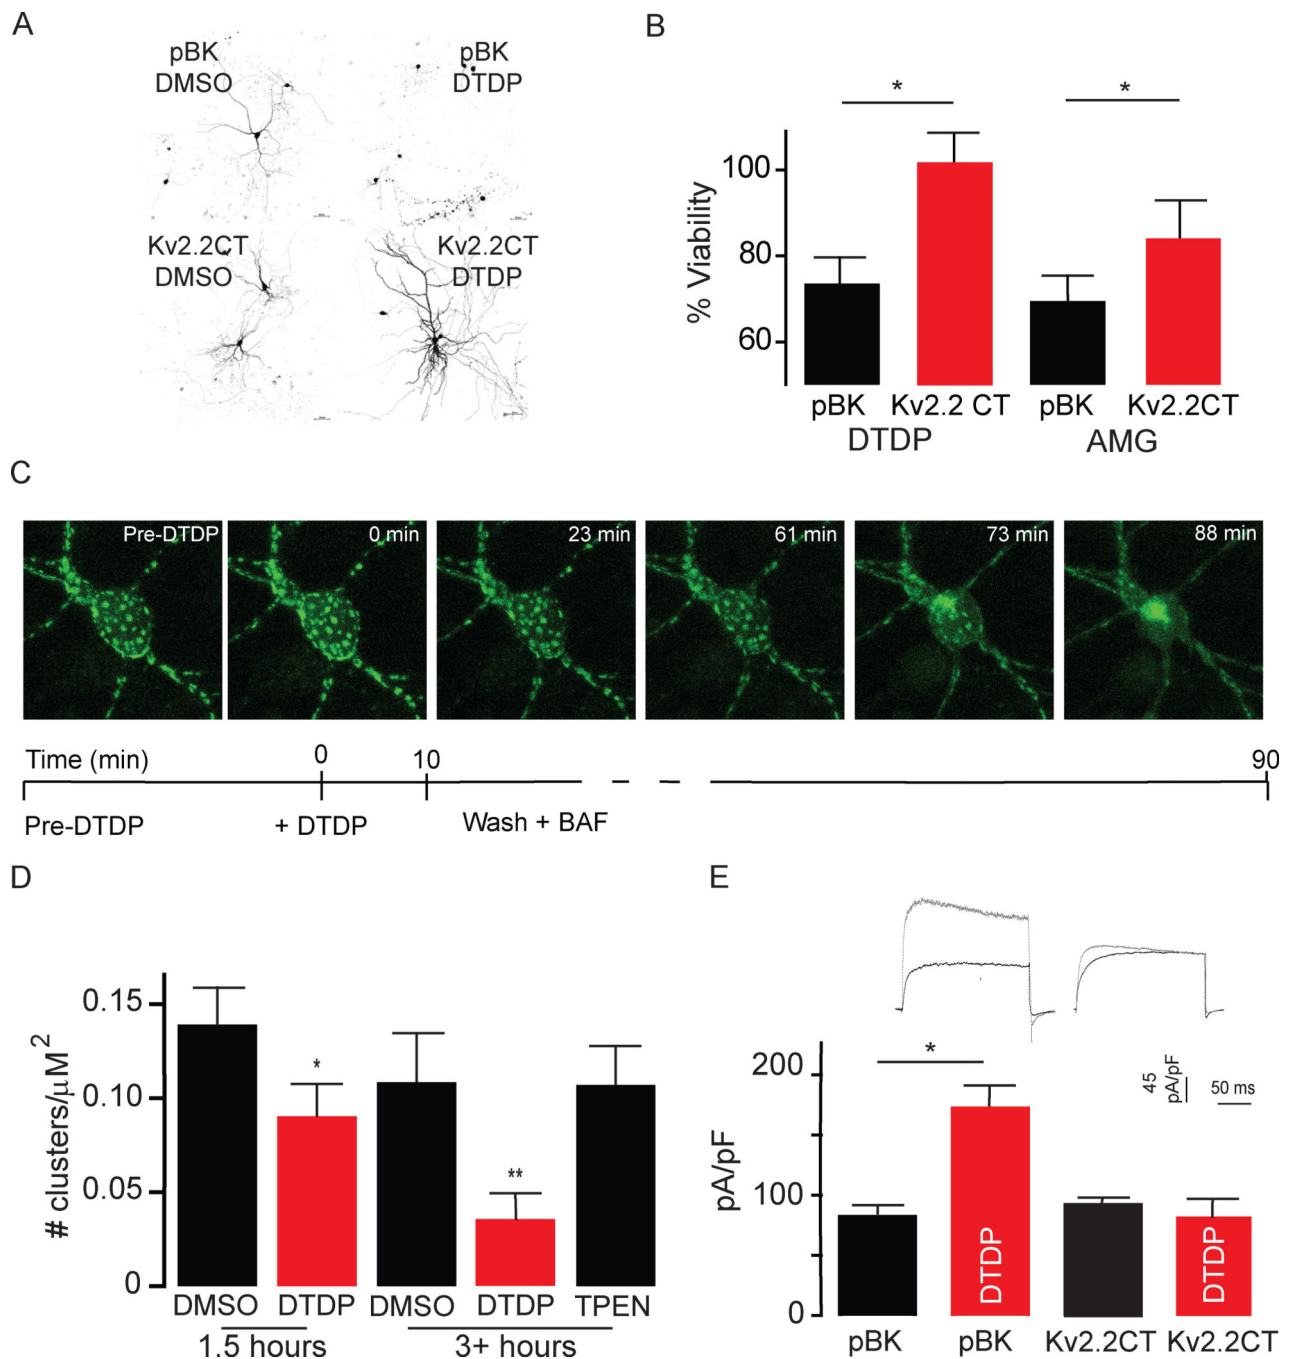 A
pBK
DMSO
pBK
DTDP
Kv2.2CT
DMSO
Kv2.2CT
DTDP
B
% Viability
100
80
60
*
*
pBK
Kv2.2 CT
pBK
Kv2.2CT
DTDP
AMG
C
Pre-DTDP
0 min
23 min
61 min
73 min
88 min
Time (min)
0
10
90
Pre-DTDP
+ DTDP
Wash + BAF
D
# clusters/μM2
0.15
0.10
0.05
0
*
**
DMSO
DTDP
DMSO
DTDP
TPEN
1.5 hours
3+ hours
E
45
pA/pF
50 ms
pA/pF
200
100
0
*
DTDP
DTDP
pBK
pBK
Kv2.2CT
Kv2.2CT